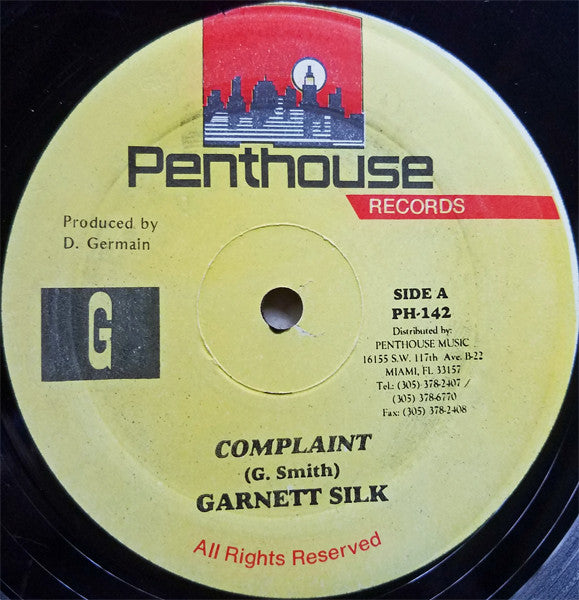 Penthouse
RECORDS
Produced by
D. Germain
G
SIDE A
PH-142
Distributed by:
PENTHOUSE MUSIC
16155 S.W. 117th Ave. B-22
MIAMI, FL 33157
Tel.: (305) 378-2407 /
(305) 378-6770
Fax: (305) 378-2408
COMPLAINT
(G. Smith)
GARNETT SILK
All Rights Reserved